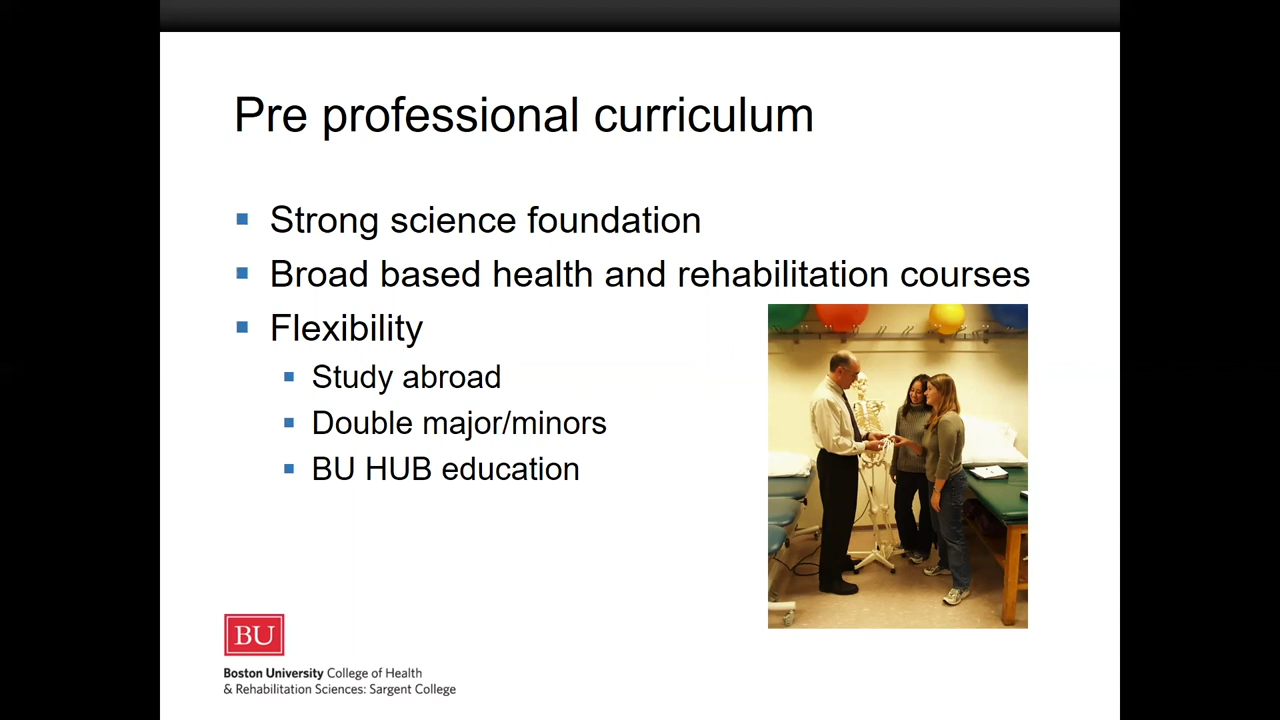 Pre professional curriculum
Strong science foundation
Broad based health and rehabilitation courses
Flexibility
Study abroad
Double major/minors
BU HUB education
BU
Boston University College of Health
& Rehabilitation Sciences: Sargent College